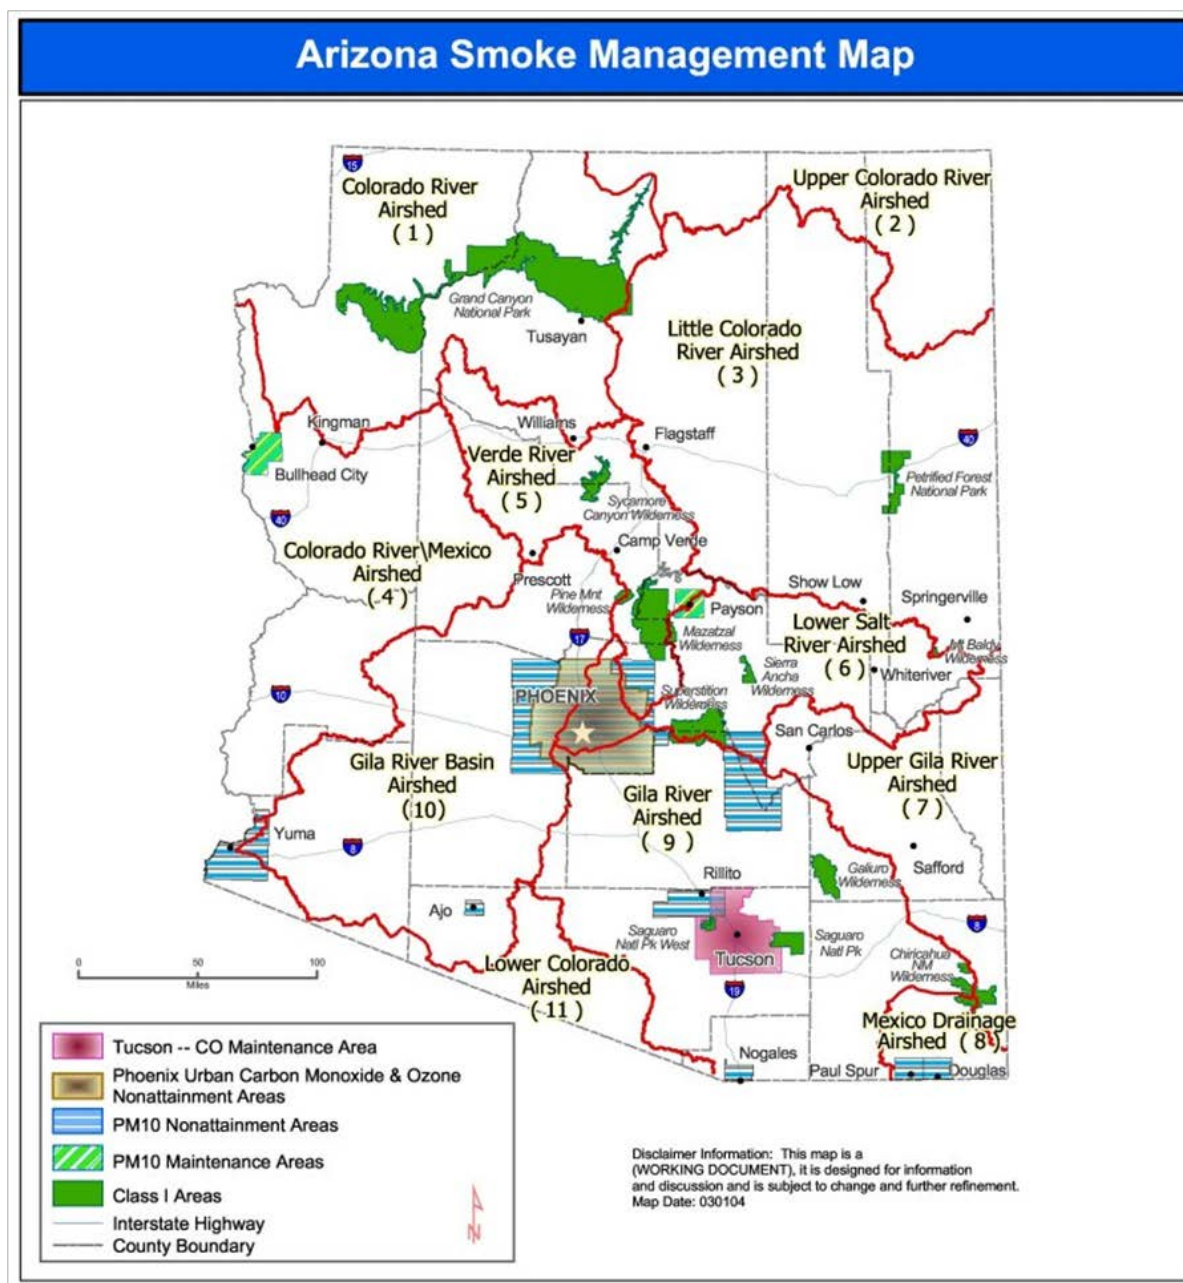 Arizona Smoke Management Map
15
Colorado River
Airshed
( 1 )
Upper Colorado River
Airshed
( 2 )
Grand Canyon
National Park
Tusayan
Little Colorado
River Airshed
( 3 )
Kingman
Williams
Flagstaff
40
Bullhead City
Verde River
Airshed
( 5 )
Petrified Forest
National Park
Sycamore
Canyon Wilderness
40
Camp Verde
Colorado River\Mexico
Airshed
( 4 )
Prescott
Pine Mnt
Wilderness
Show Low
Springerville
Payson
17
Mazatzal
Wilderness
Lower Salt
River Airshed
( 6 )
Mt Baldy
Wilderness
Sierra
Ancha
Wilderness
Whiteriver
10
PHOENIX
Superstition
Wilderness
San Carlos
Gila River Basin
Airshed
(10)
Gila River
Airshed
( 9 )
Upper Gila River
Airshed
( 7 )
Yuma
8
Safford
Galiuro
Wilderness
Rillito
Ajo
8
Saguaro
Natl Pk West
Tucson
Saguaro
Natl Pk
Chiricahua
NM
Wilderness
0 50 100
Miles
Lower Colorado
Airshed
( 11 )
19
Mexico Drainage
Airshed ( 8 )
Nogales
Paul Spur
Douglas
Tucson -- CO Maintenance Area
Phoenix Urban Carbon Monoxide & Ozone
Nonattainment Areas
PM10 Nonattainment Areas
PM10 Maintenance Areas
Class I Areas
Interstate Highway
County Boundary
N
Disclaimer Information: This map is a
(WORKING DOCUMENT), it is designed for information
and discussion and is subject to change and further refinement.
Map Date: 030104